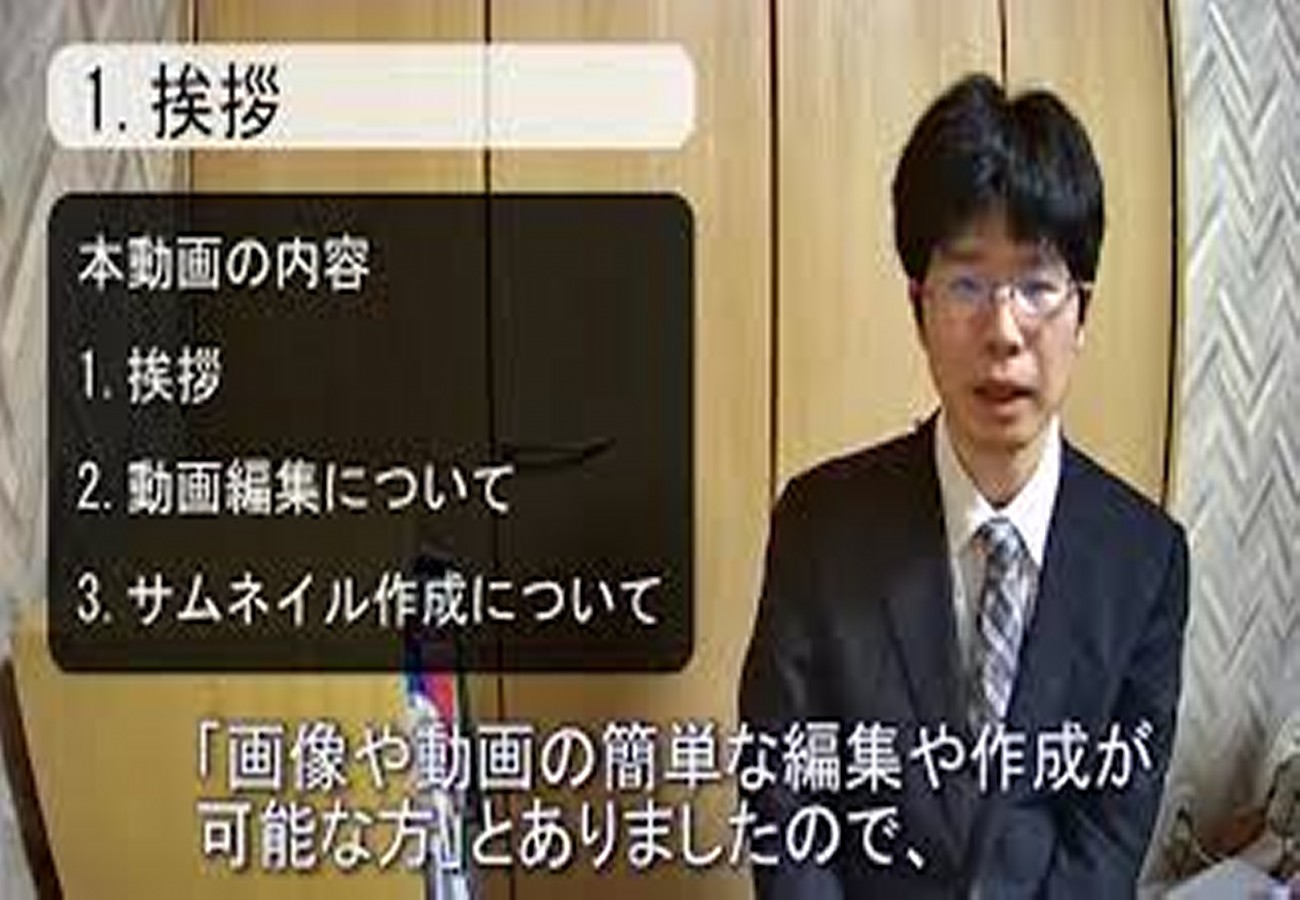 1.挨拶
本動画の内容
1.挨拶
2.動画編集について
3.サムネイル作成について
「画像や動画の簡単な編集や作成が
可能な方」とありましたので、